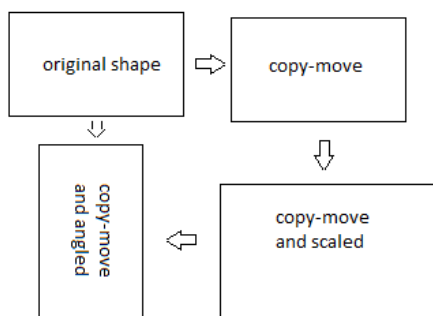 original shape
copy-move
copy-move
and scaled
copy-move
and angled